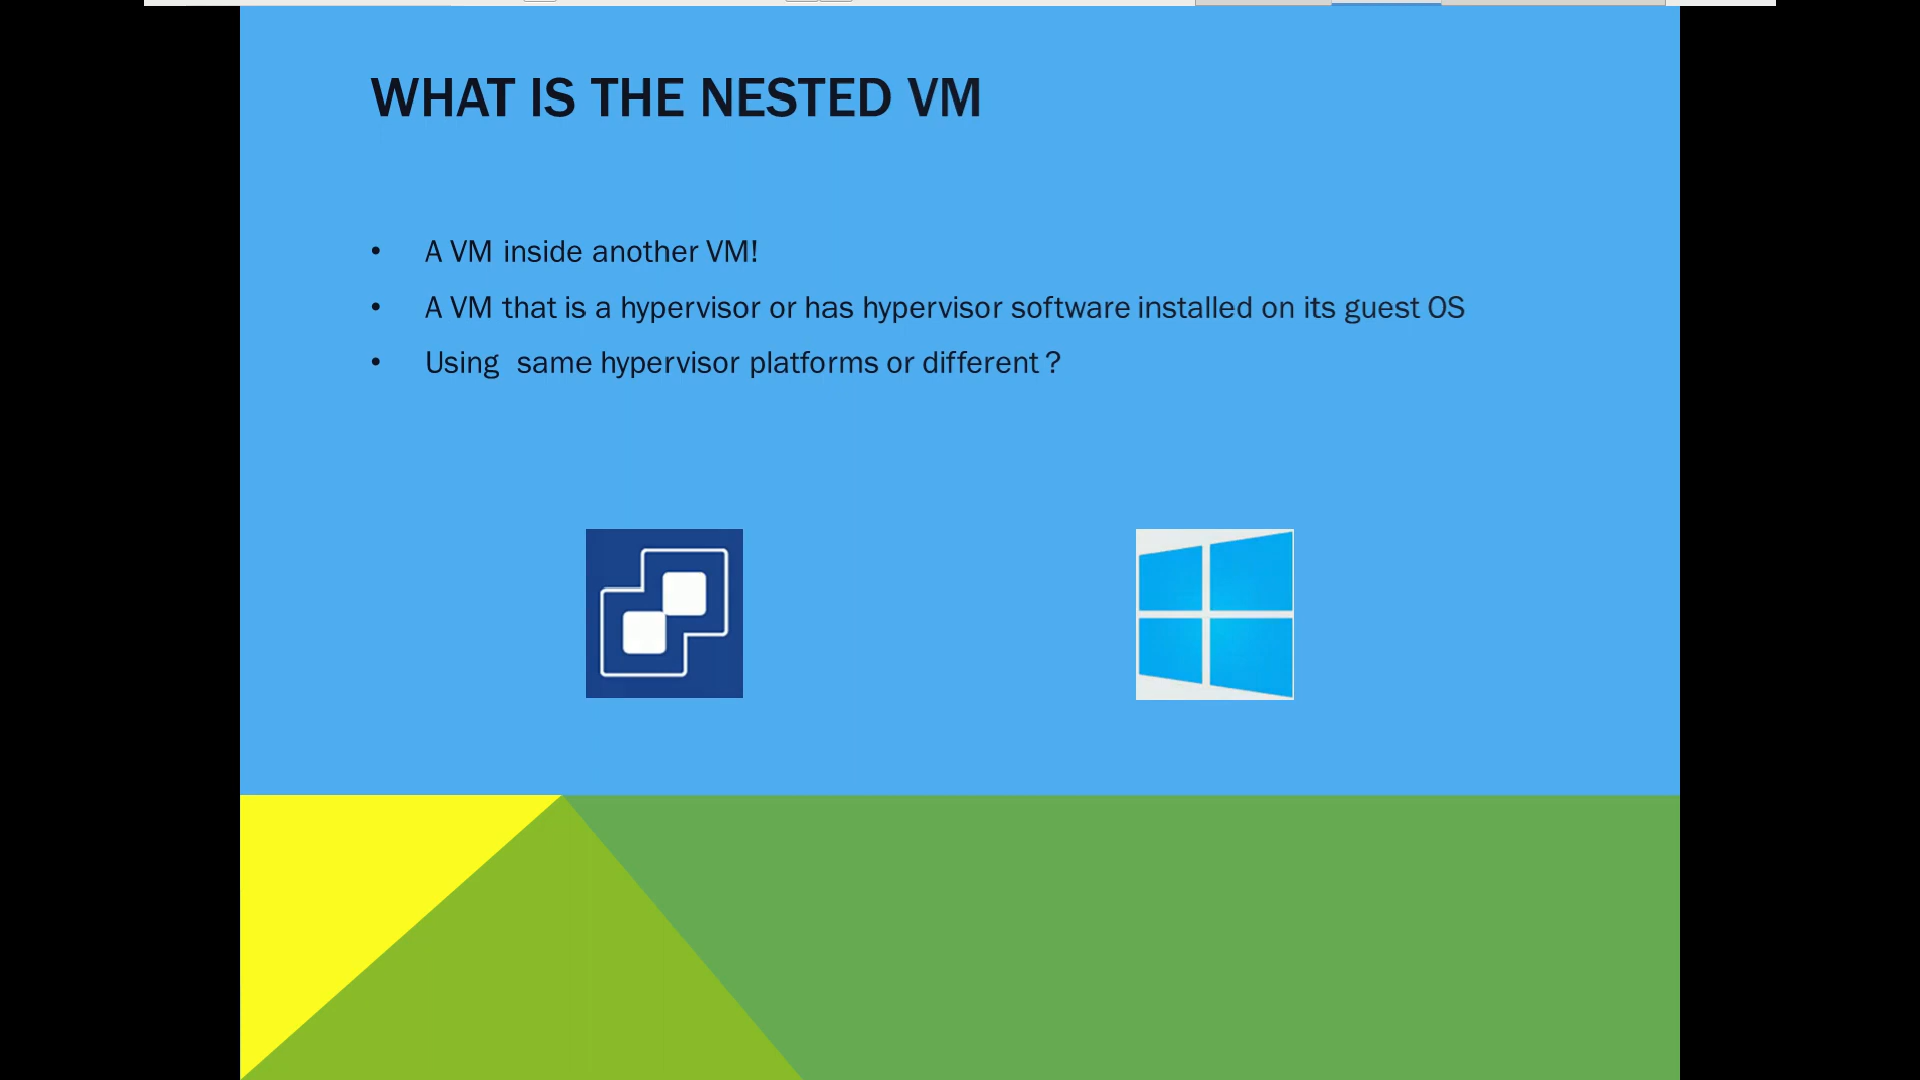 WHAT IS THE NESTED VM
• A VM inside another VM!
• A VM that is a hypervisor or has hypervisor software installed on its guest OS
• Using  same hypervisor platforms or different ?